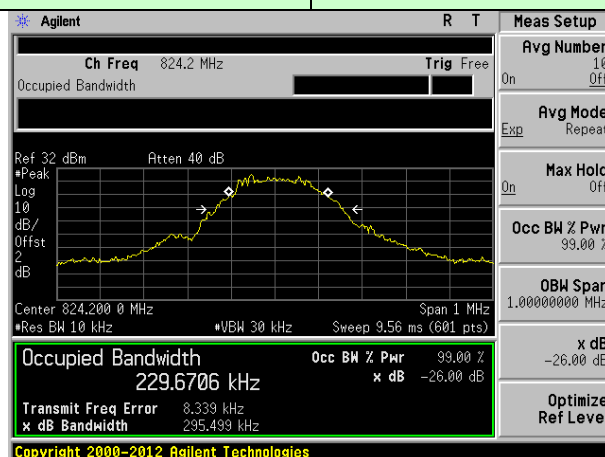 Agilent R T Meas Setup
Ch Freq 824.2 MHz Trig Free
Occupied Bandwidth
Avg Number
10
On Off
Avg Mode
Exp Repeat
Max Hold
On Off
Occ BW % Pwr
99.00 %
OBW Span
1.00000000 MHz
x dB
-26.00 dB
Optimize
Ref Level
Ref 32 dBm Atten 40 dB
#Peak
Log
10
dB/
Offst
2
dB
Center 824.200 0 MHz Span 1 MHz
#Res BW 10 kHz #VBW 30 kHz Sweep 9.56 ms (601 pts)
Occupied Bandwidth Occ BW % Pwr 99.00 %
229.6706 kHz x dB -26.00 dB
Transmit Freq Error 8.339 kHz
x dB Bandwidth 295.499 kHz
Copyright 2000-2012 Agilent Technologies